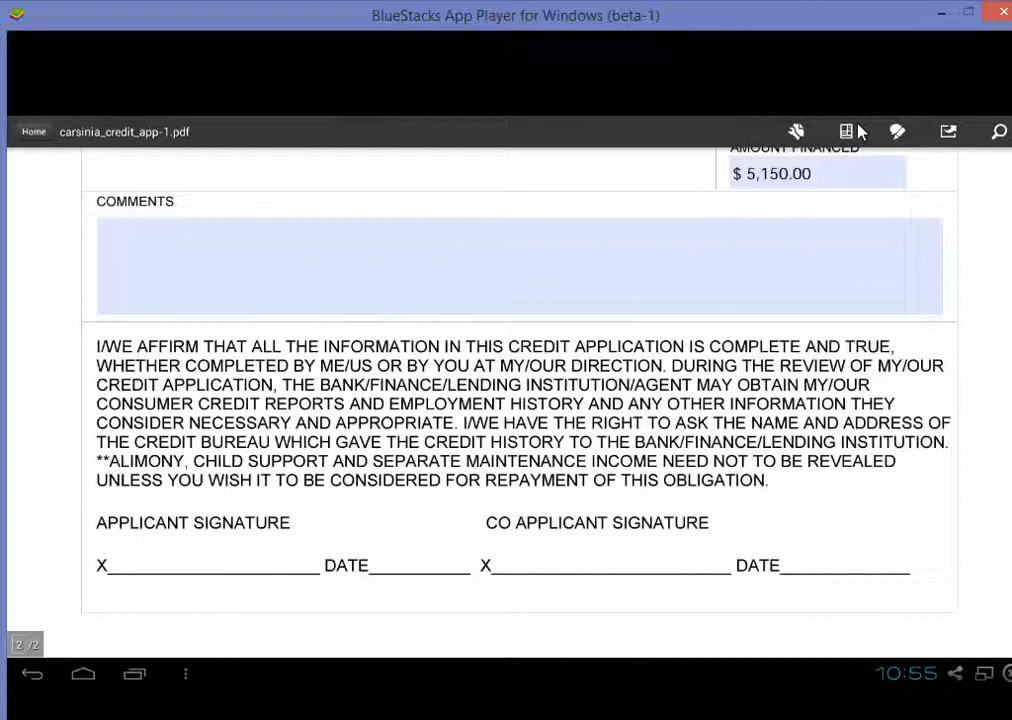 BlueStacks App Player for Windows (beta-1)
Home carsinia_credit_app-1.pdf
AMOUNT FINANCED
$ 5,150.00
COMMENTS
I/WE AFFIRM THAT ALL THE INFORMATION IN THIS CREDIT APPLICATION IS COMPLETE AND TRUE,
WHETHER COMPLETED BY ME/US OR BY YOU AT MY/OUR DIRECTION. DURING THE REVIEW OF MY/OUR
CREDIT APPLICATION, THE BANK/FINANCE/LENDING INSTITUTION/AGENT MAY OBTAIN MY/OUR
CONSUMER CREDIT REPORTS AND EMPLOYMENT HISTORY AND ANY OTHER INFORMATION THEY
CONSIDER NECESSARY AND APPROPRIATE. I/WE HAVE THE RIGHT TO ASK THE NAME AND ADDRESS OF
THE CREDIT BUREAU WHICH GAVE THE CREDIT HISTORY TO THE BANK/FINANCE/LENDING INSTITUTION.
**ALIMONY, CHILD SUPPORT AND SEPARATE MAINTENANCE INCOME NEED NOT TO BE REVEALED
UNLESS YOU WISH IT TO BE CONSIDERED FOR REPAYMENT OF THIS OBLIGATION.
APPLICANT SIGNATURE CO APPLICANT SIGNATURE
X_____________________ DATE__________ X________________________ DATE_____________
2 /2
10:55